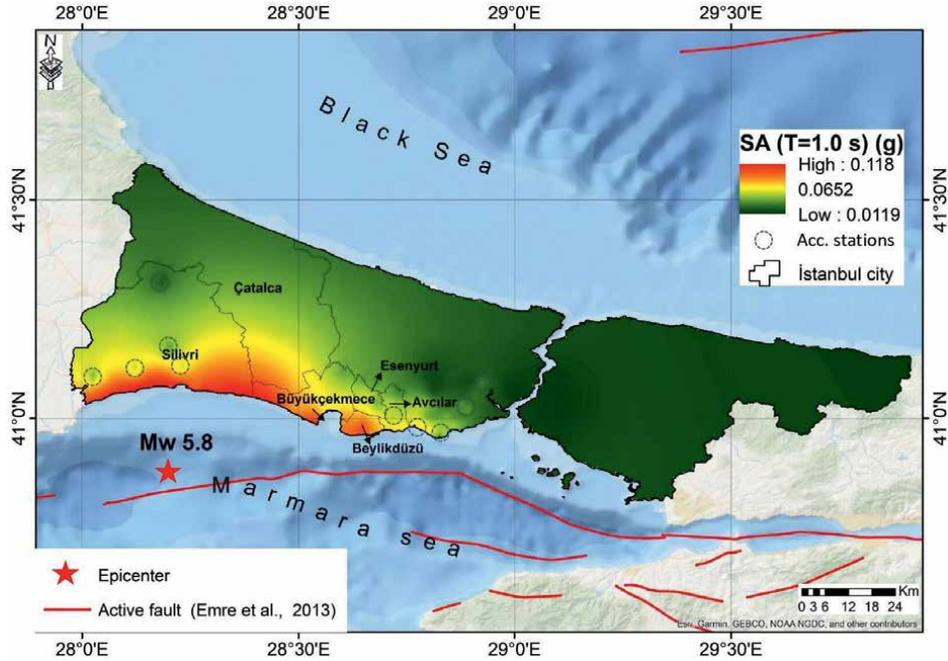 28°0'E 28°30'E 29°0'E 29°30'E
N
Black Sea
SA (T=1.0 s) (g)
High : 0.118
0.0652
Low : 0.0119
Acc. stations
İstanbul city
41°30'N 41°30'N
Çatalca
Silivri
Esenyurt
Büyükçekmece
Avcılar
41°0'N 41°0'N
Beylikdüzü
Mw 5.8
Marmara sea
Epicenter
Active fault (Emre et al., 2013)
Km
0 3 6 12 18 24
Esri, Garmin, GEBCO, NOAA NGDC, and other contributors
28°0'E 28°30'E 29°0'E 29°30'E